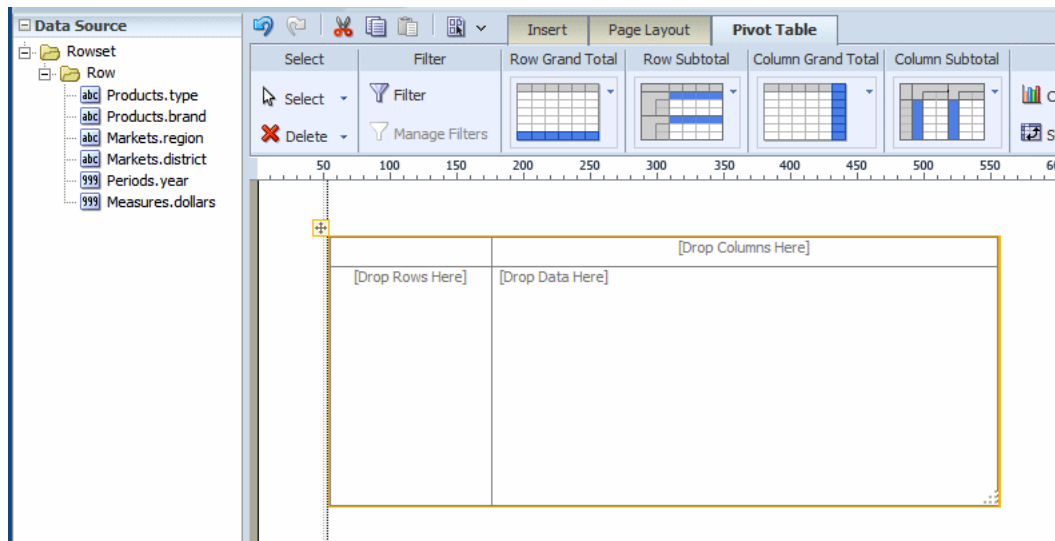 Data Source
Rowset
Row
abc Products.type
abc Products.brand
abc Markets.region
abc Markets.district
999 Periods.year
999 Measures.dollars
Insert Page Layout Pivot Table
Select Filter Row Grand Total Row Subtotal Column Grand Total Column Subtotal
Select Filter
Delete Manage Filters
50 100 150 200 250 300 350 400 450 500 550
[Drop Columns Here]
[Drop Rows Here] [Drop Data Here]